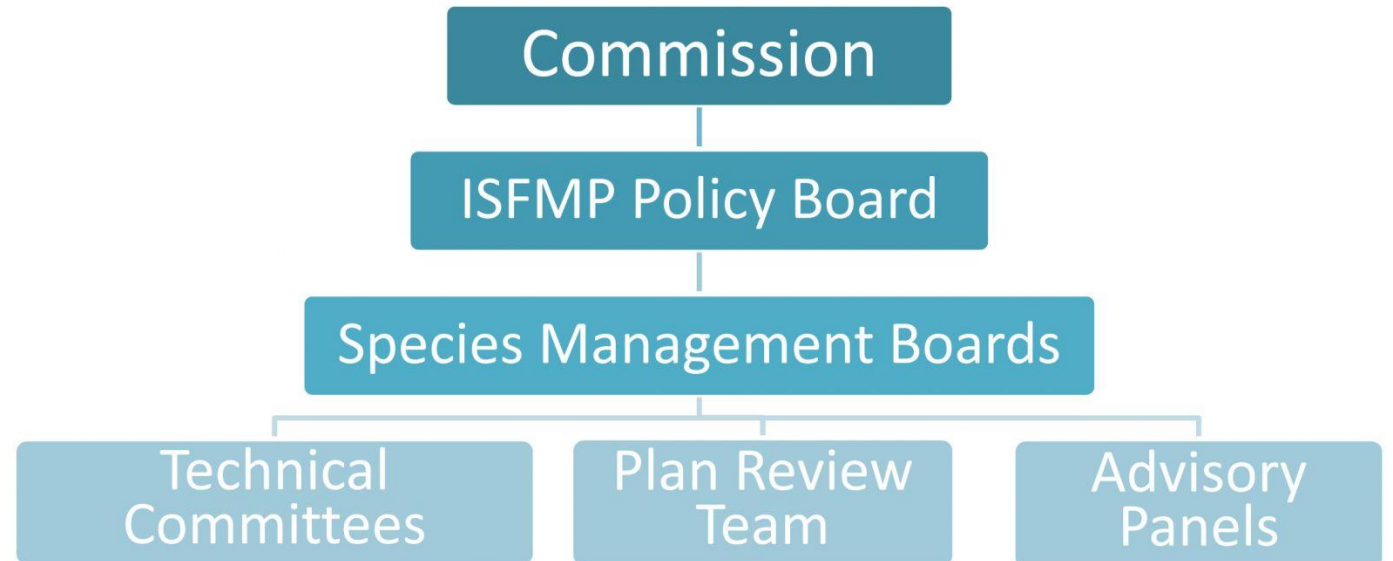 Commission
ISFMP Policy Board
Species Management Boards
Technical
Committees
Plan Review
Team
Advisory
Panels